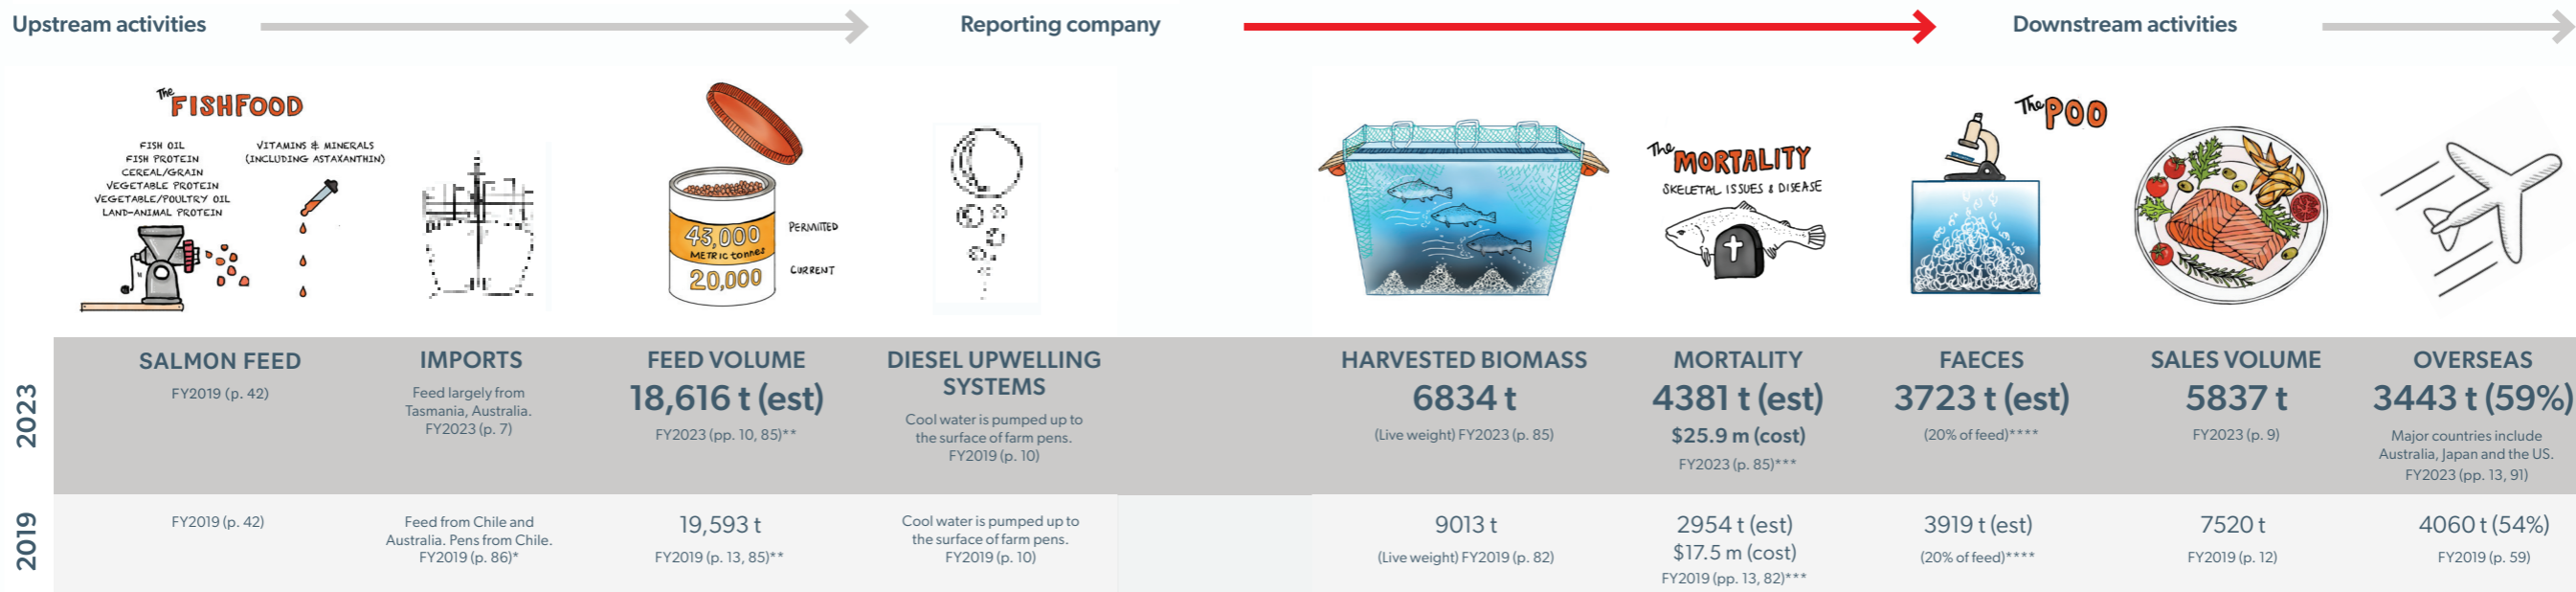 Upstream activities
Reporting company
Downstream activities
The FISHFOOD
FISH OIL
FISH PROTEIN
CEREAL/GRAIN
VEGETABLE PROTEIN
VEGETABLE/POULTRY OIL
LAND-ANIMAL PROTEIN
VITAMINS & MINERALS
(INCLUDING ASTAXANTHIN)
43,000
METRIC tonnes
20,000
PERMITTED
CURRENT
The MORTALITY
SKELETAL ISSUES & DISEASE
The POO
2023
SALMON FEED
FY2019 (p. 42)
IMPORTS
Feed largely from
Tasmania, Australia.
FY2023 (p. 7)
FEED VOLUME
18,616 t (est)
FY2023 (pp. 10, 85)**
DIESEL UPWELLING
SYSTEMS
Cool water is pumped up to
the surface of farm pens.
FY2019 (p. 10)
HARVESTED BIOMASS
6834 t
(Live weight) FY2023 (p. 85)
MORTALITY
4381 t (est)
$25.9 m (cost)
FY2023 (p. 85)***
FAECES
3723 t (est)
(20% of feed)****
SALES VOLUME
5837 t
FY2023 (p. 9)
OVERSEAS
3443 t (59%)
Major countries include
Australia, Japan and the US.
FY2023 (pp. 13, 91)
2019
FY2019 (p. 42)
Feed from Chile and
Australia. Pens from Chile.
FY2019 (p. 86)*
19,593 t
FY2019 (p. 13, 85)**
Cool water is pumped up to
the surface of farm pens.
FY2019 (p. 10)
9013 t
(Live weight) FY2019 (p. 82)
2954 t (est)
$17.5 m (cost)
FY2019 (pp. 13, 82)***
3919 t (est)
(20% of feed)****
7520 t
FY2019 (p. 12)
4060 t (54%)
FY2019 (p. 59)